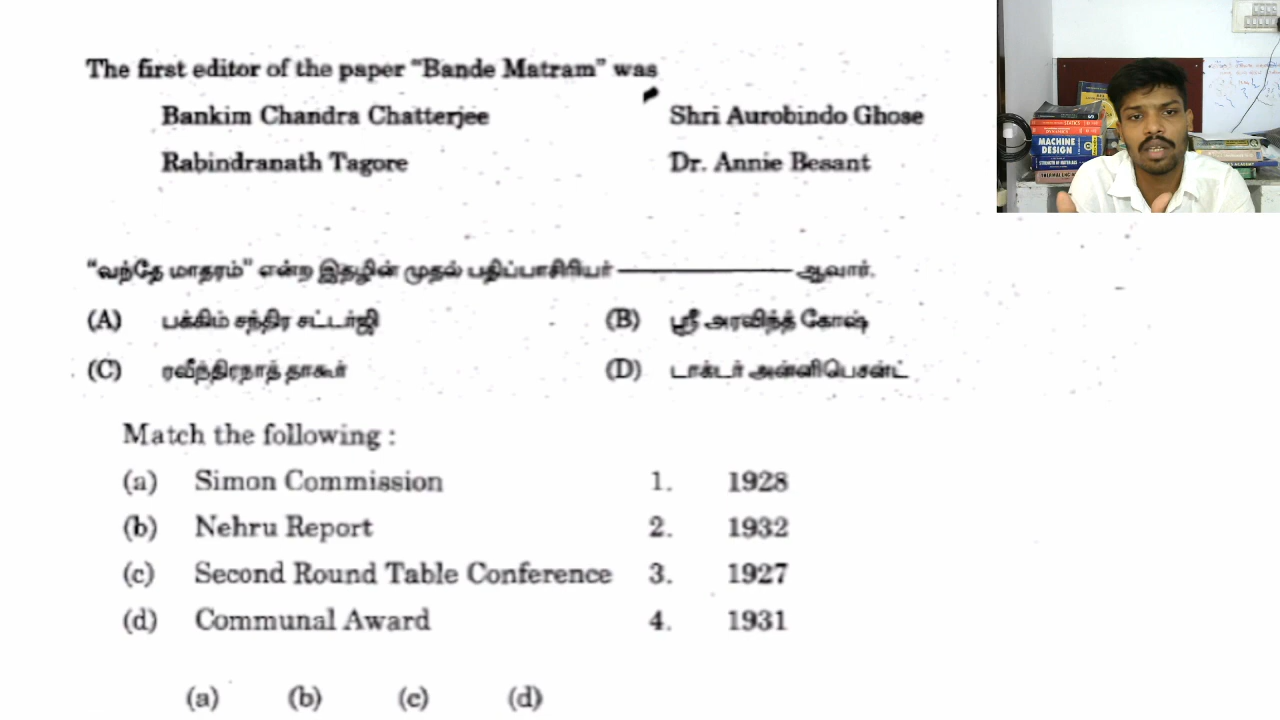 The first editor of the paper "Bande Matram" was
Bankim Chandra Chatterjee Shri Aurobindo Ghose
Rabindranath Tagore Dr. Annie Besant
"வந்தே மாதரம்" என்ற இதழின் முதல் பதிப்பாசிரியர் ———— ஆவார்.
(A) பக்கிம் சந்திர சட்டர்ஜி (B) ஸ்ரீ அரவிந்த் கோஷ்
(C) ரவீந்திரநாத் தாகூர் (D) டாக்டர் அன்னிபெசன்ட்
Match the following :
(a) Simon Commission 1. 1928
(b) Nehru Report 2. 1932
(c) Second Round Table Conference 3. 1927
(d) Communal Award 4. 1931
(a) (b) (c) (d)
MACHINE
DESIGN